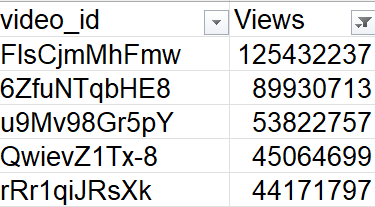 video_id Views
FlsCjmMhFmw 125432237
6ZfuNTqbHE8 89930713
u9Mv98Gr5pY 53822757
QwievZ1Tx-8 45064699
rRr1qiJRsXk 44171797